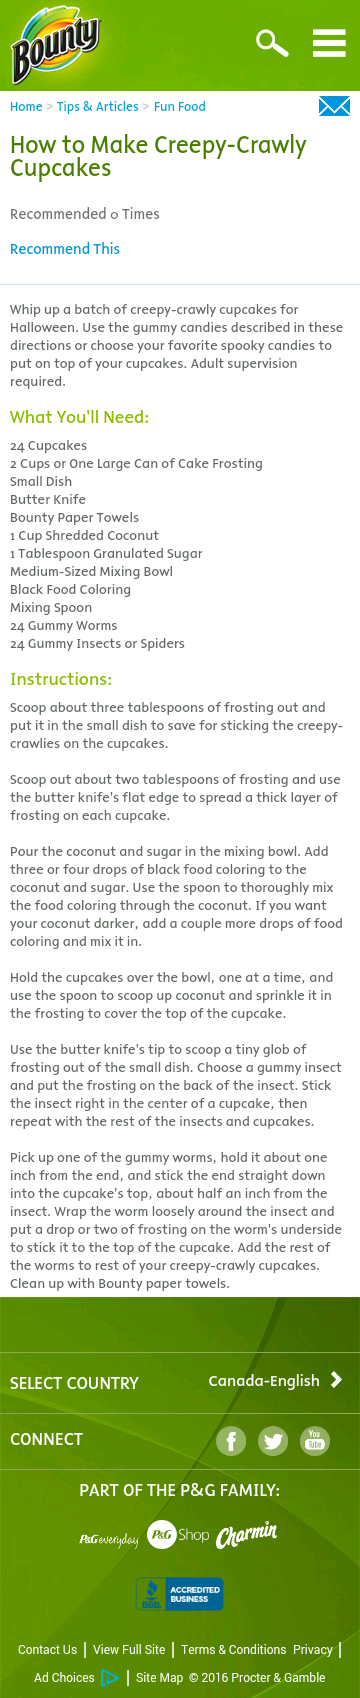 Bounty
Home > Tips & Articles > Fun Food
How to Make Creepy-Crawly
Cupcakes
Recommended 0 Times
Recommend This
Whip up a batch of creepy-crawly cupcakes for
Halloween. Use the gummy candies described in these
directions or choose your favorite spooky candies to
put on top of your cupcakes. Adult supervision
required.
What You'll Need:
24 Cupcakes
2 Cups or One Large Can of Cake Frosting
Small Dish
Butter Knife
Bounty Paper Towels
1 Cup Shredded Coconut
1 Tablespoon Granulated Sugar
Medium-Sized Mixing Bowl
Black Food Coloring
Mixing Spoon
24 Gummy Worms
24 Gummy Insects or Spiders
Instructions:
Scoop about three tablespoons of frosting out and
put it in the small dish to save for sticking the creepy-
crawlies on the cupcakes.
Scoop out about two tablespoons of frosting and use
the butter knife's flat edge to spread a thick layer of
frosting on each cupcake.
Pour the coconut and sugar in the mixing bowl. Add
three or four drops of black food coloring to the
coconut and sugar. Use the spoon to thoroughly mix
the food coloring through the coconut. If you want
your coconut darker, add a couple more drops of food
coloring and mix it in.
Hold the cupcakes over the bowl, one at a time, and
use the spoon to scoop up coconut and sprinkle it in
the frosting to cover the top of the cupcake.
Use the butter knife's tip to scoop a tiny glob of
frosting out of the small dish. Choose a gummy insect
and put the frosting on the back of the insect. Stick
the insect right in the center of a cupcake, then
repeat with the rest of the insects and cupcakes.
Pick up one of the gummy worms, hold it about one
inch from the end, and stick the end straight down
into the cupcake's top, about half an inch from the
insect. Wrap the worm loosely around the insect and
put a drop or two of frosting on the worm's underside
to stick it to the top of the cupcake. Add the rest of
the worms to rest of your creepy-crawly cupcakes.
Clean up with Bounty paper towels.
SELECT COUNTRY Canada-English
CONNECT f You Tube
PART OF THE P&G FAMILY:
P&G everyday P&G Shop Charmin
BBB ACCREDITED BUSINESS
Contact Us | View Full Site | Terms & Conditions Privacy |
Ad Choices | Site Map © 2016 Procter & Gamble